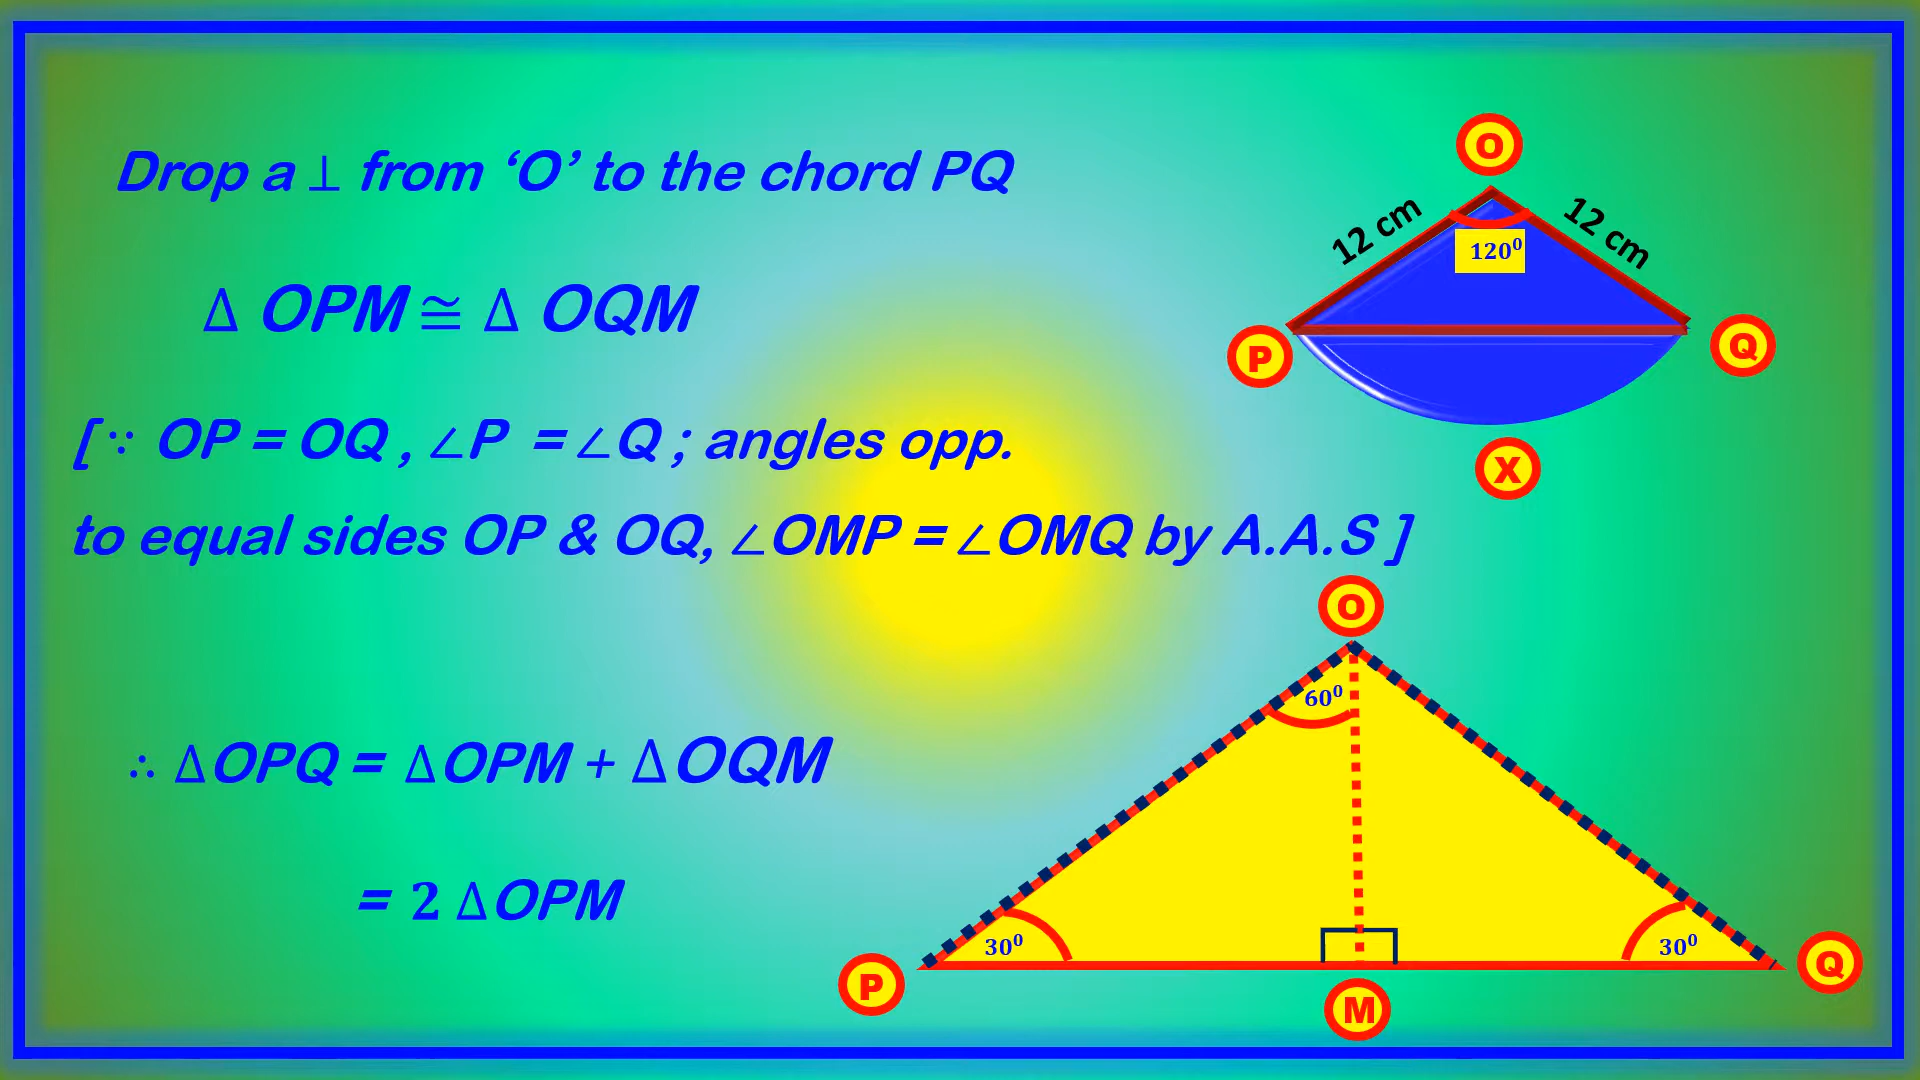 Drop a ⊥ from ‘O’ to the chord PQ
Δ OPM ≅ Δ OQM
[ ∵ OP = OQ , ∠P = ∠Q ; angles opp.
to equal sides OP & OQ, ∠OMP = ∠OMQ by A.A.S ]
∴ ΔOPQ = ΔOPM + ΔOQM
= 2 ΔOPM
O
12 cm
12 cm
120⁰
P
Q
X
O
60⁰
30⁰
30⁰
P
M
Q